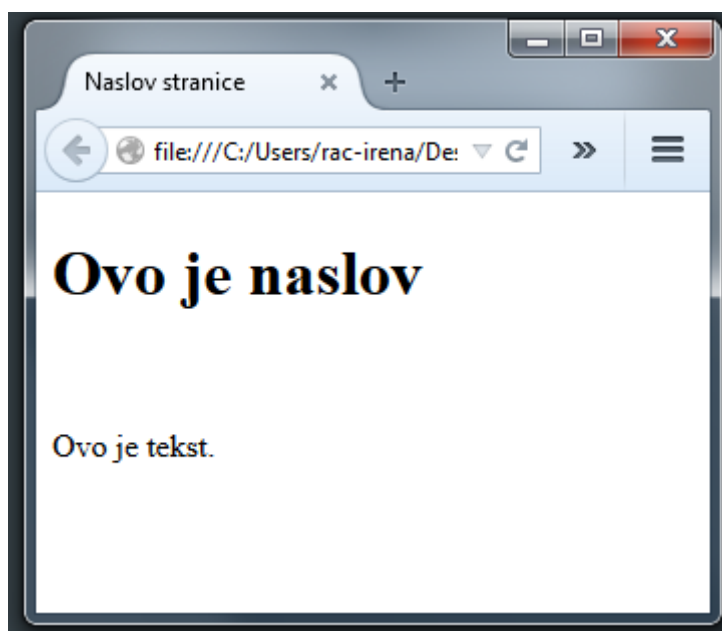 Naslov stranice
file:///C:/Users/rac-irena/De
Ovo je naslov
Ovo je tekst.